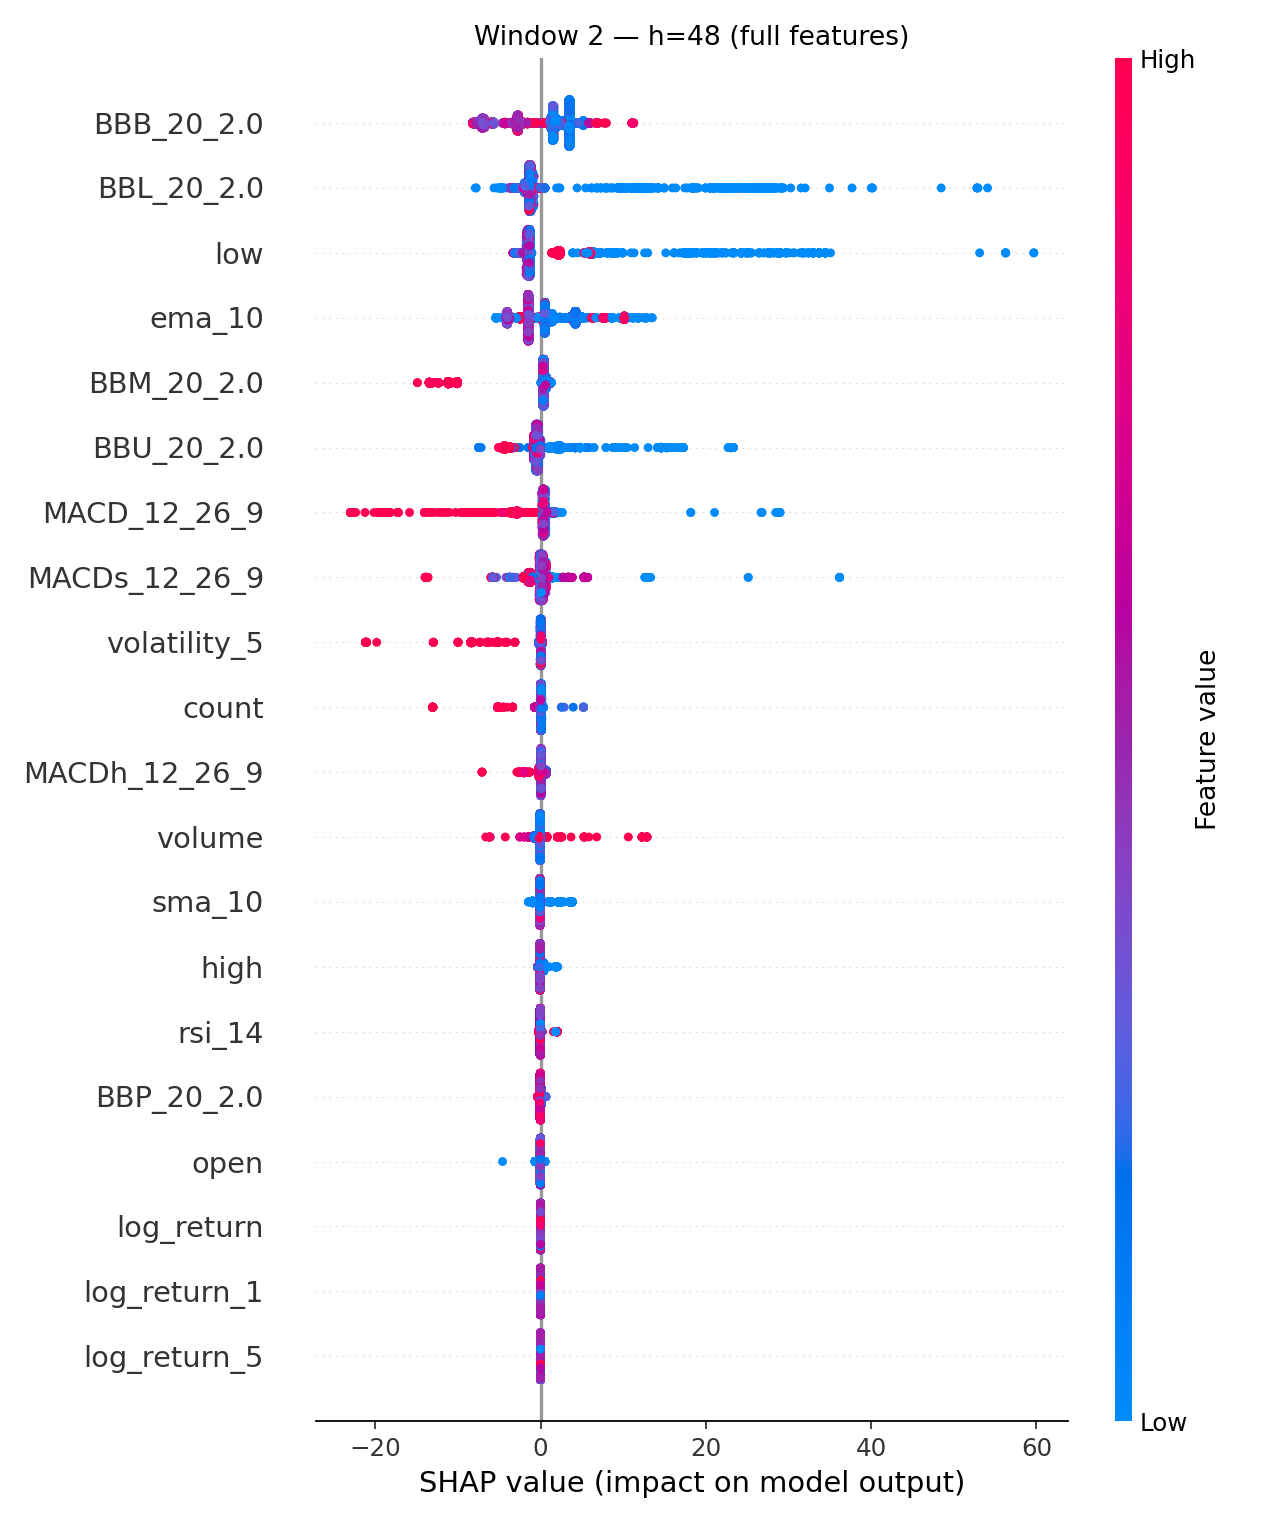 Window 2 — h=48 (full features)
High
BBB_20_2.0
BBL_20_2.0
low
ema_10
BBM_20_2.0
BBU_20_2.0
MACD_12_26_9
MACDs_12_26_9
volatility_5
count
MACDh_12_26_9
volume
sma_10
high
rsi_14
BBP_20_2.0
open
log_return
log_return_1
log_return_5
Feature value
Low
−20 0 20 40 60
SHAP value (impact on model output)